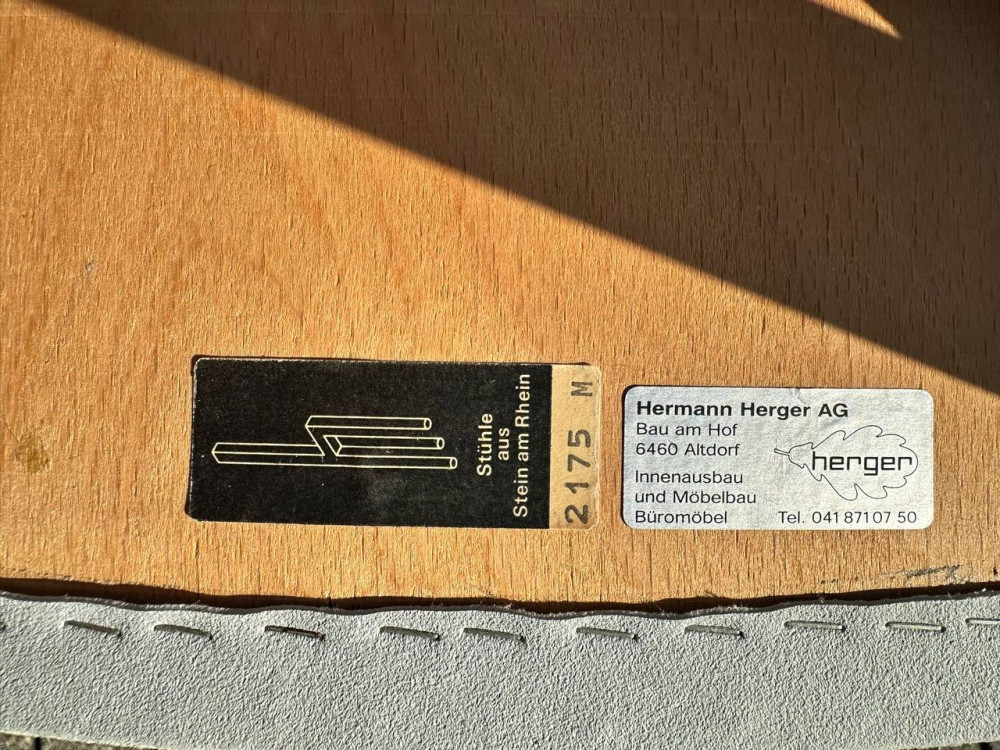 Stühle
aus
Stein am Rhein
2175 M
Hermann Herger AG
Bau am Hof
6460 Altdorf
herger
Innenausbau
und Möbelbau
Büromöbel Tel. 041 871 07 50